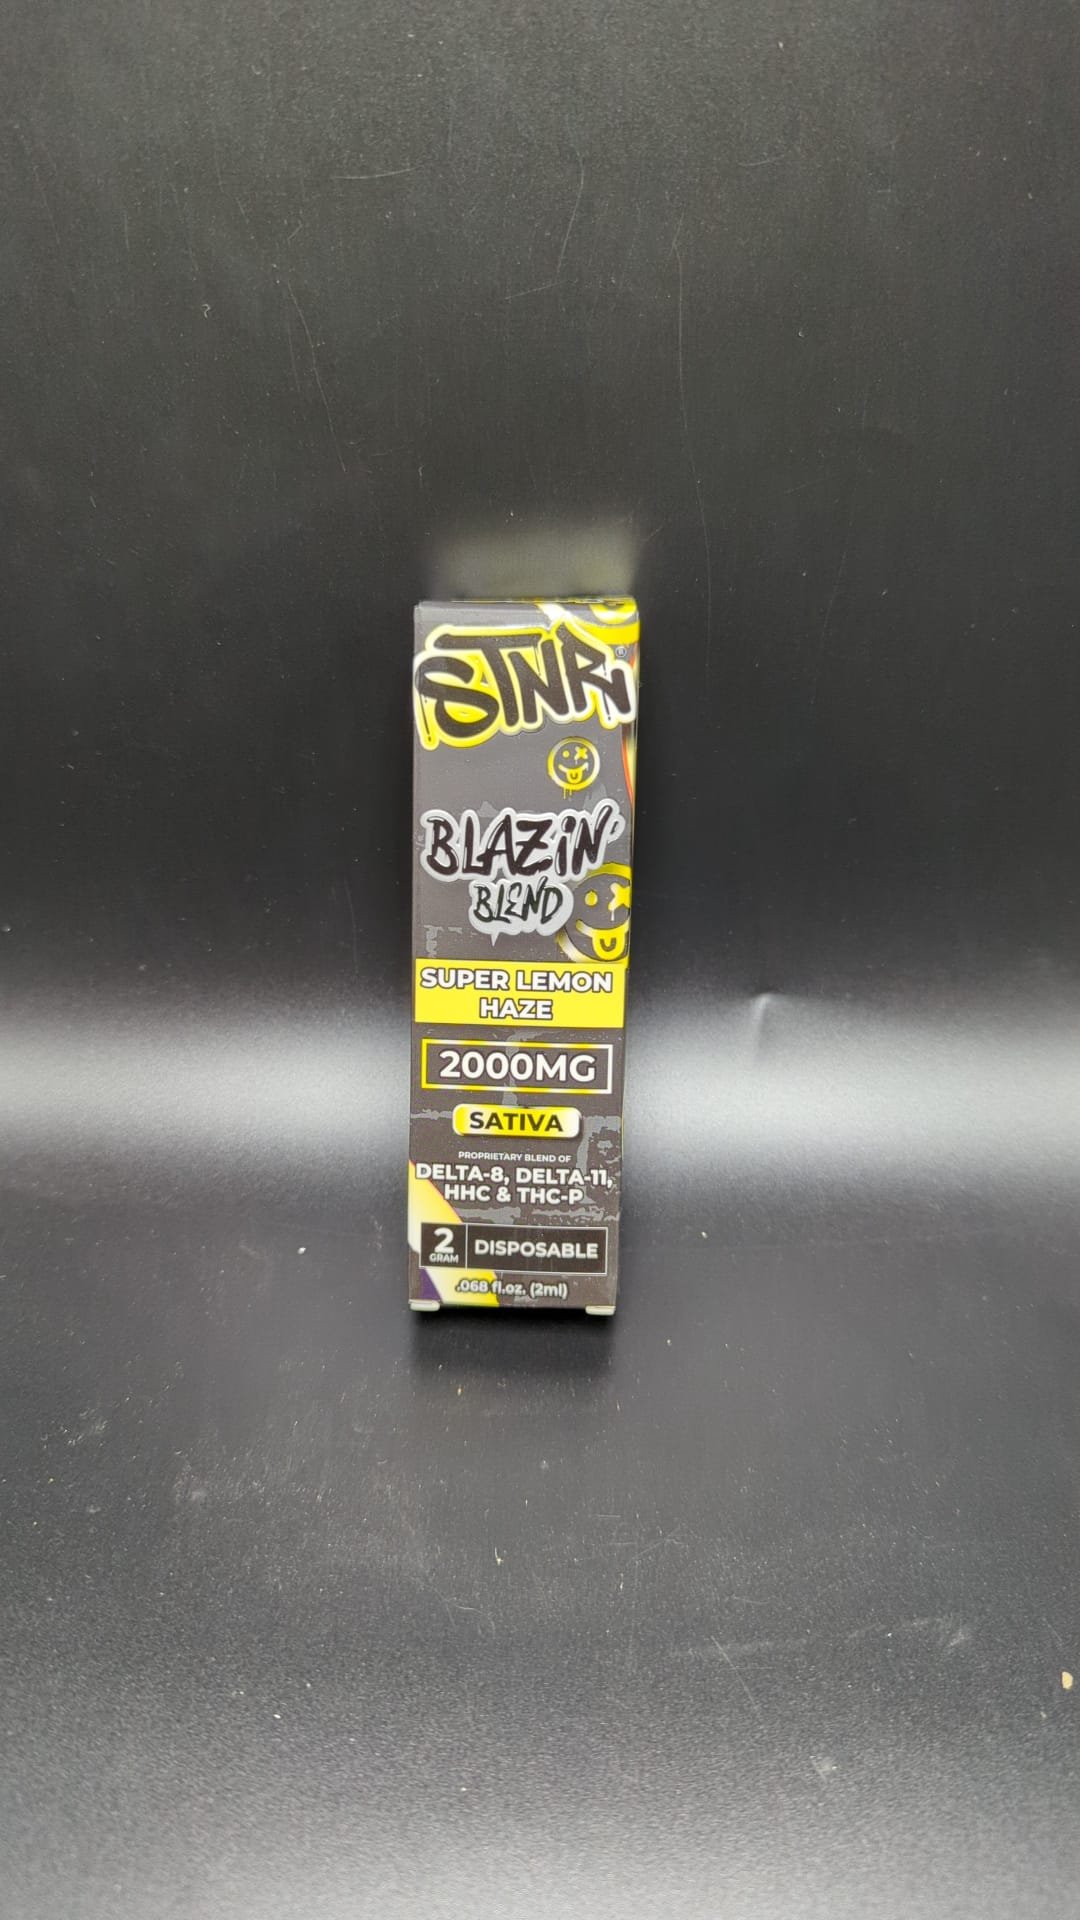 STNR
BLAZiN'
BLEND
SUPER LEMON
HAZE
2000MG
SATIVA
PROPRIETARY BLEND OF
DELTA-8, DELTA-11,
HHC & THC-P
2
GRAM
DISPOSABLE
.068 fl.oz. (2ml)